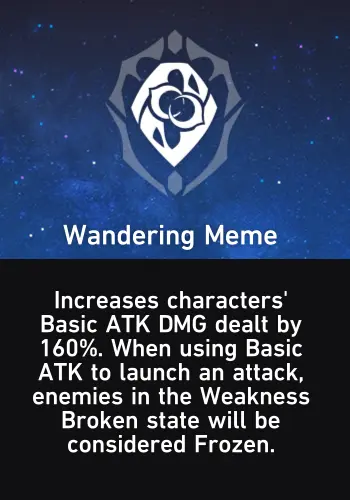 Wandering Meme
Increases characters'
Basic ATK DMG dealt by
160%. When using Basic
ATK to launch an attack,
enemies in the Weakness
Broken state will be
considered Frozen.